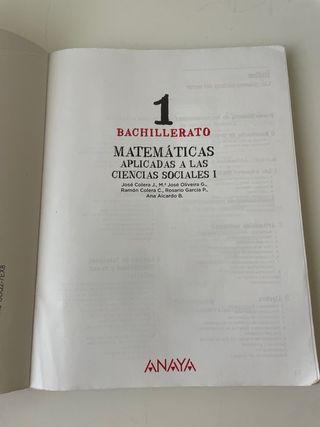 1
BACHILLERATO
MATEMÁTICAS
APLICADAS A LAS
CIENCIAS SOCIALES I
José Colera J., M.ª José Oliveira G.,
Ramón Colera C., Rosario García P.,
Ana Aicardo B.
ANAYA